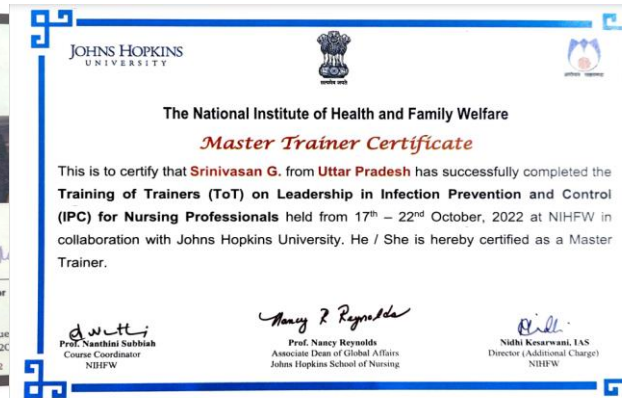 JOHNS HOPKINS
UNIVERSITY
The National Institute of Health and Family Welfare
Master Trainer Certificate
This is to certify that Srinivasan G. from Uttar Pradesh has successfully completed the
Training of Trainers (ToT) on Leadership in Infection Prevention and Control
(IPC) for Nursing Professionals held from 17th – 22nd October, 2022 at NIHFW in
collaboration with Johns Hopkins University. He / She is hereby certified as a Master
Trainer.
Nancy R Reynolds
Nidhi
Prof. Nanthini Subbiah
Course Coordinator
NIHFW
Prof. Nancy Reynolds
Associate Dean of Global Affairs
Johns Hopkins School of Nursing
Nidhi Kesarwani, IAS
Director (Additional Charge)
NIHFW